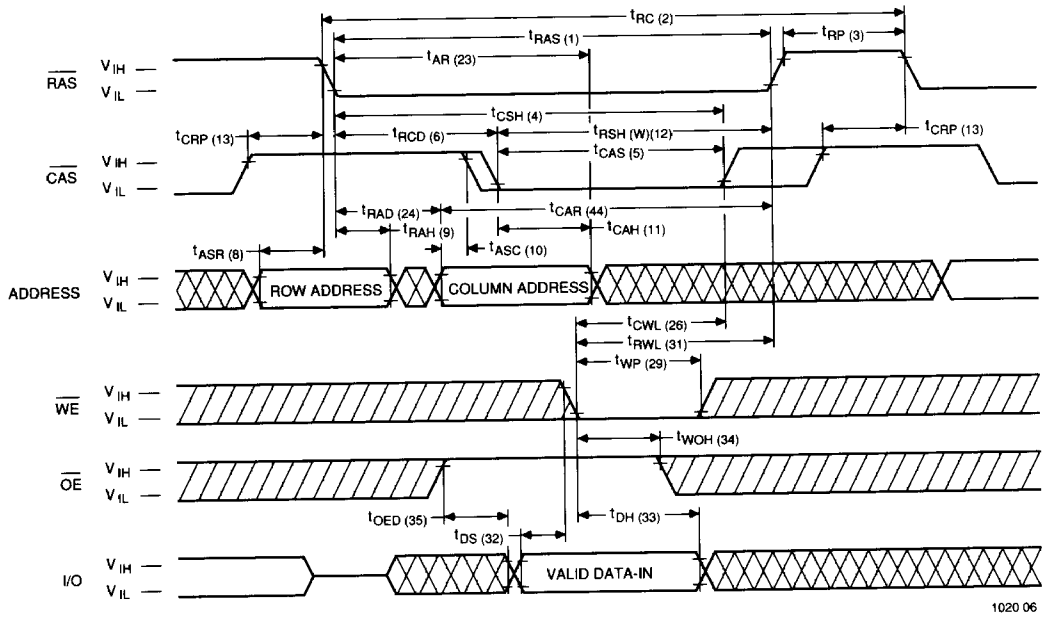 tRC (2)
tRAS (1)
tRP (3)
tAR (23)
RAS
VIH
VIL
tCSH (4)
tCRP (13)
tRCD (6)
tRSH (W)(12)
tCRP (13)
tCAS (5)
CAS
VIH
VIL
tRAD (24)
tCAR (44)
tRAH (9)
tCAH (11)
tASR (8)
tASC (10)
ADDRESS
VIH
VIL
ROW ADDRESS
COLUMN ADDRESS
tCWL (26)
tRWL (31)
tWP (29)
WE
VIH
VIL
tWOH (34)
OE
VIH
VIL
tOED (35)
tDH (33)
tDS (32)
I/O
VIH
VIL
VALID DATA-IN
1020 06